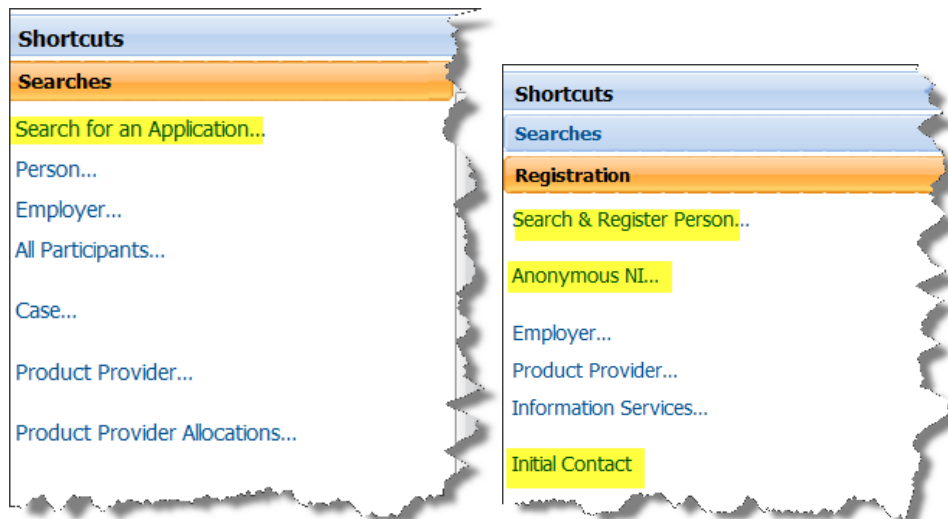 Shortcuts
Searches
Search for an Application...
Person...
Employer...
All Participants...
Case...
Product Provider...
Product Provider Allocations...
Shortcuts
Searches
Registration
Search & Register Person...
Anonymous NI...
Employer...
Product Provider...
Information Services...
Initial Contact